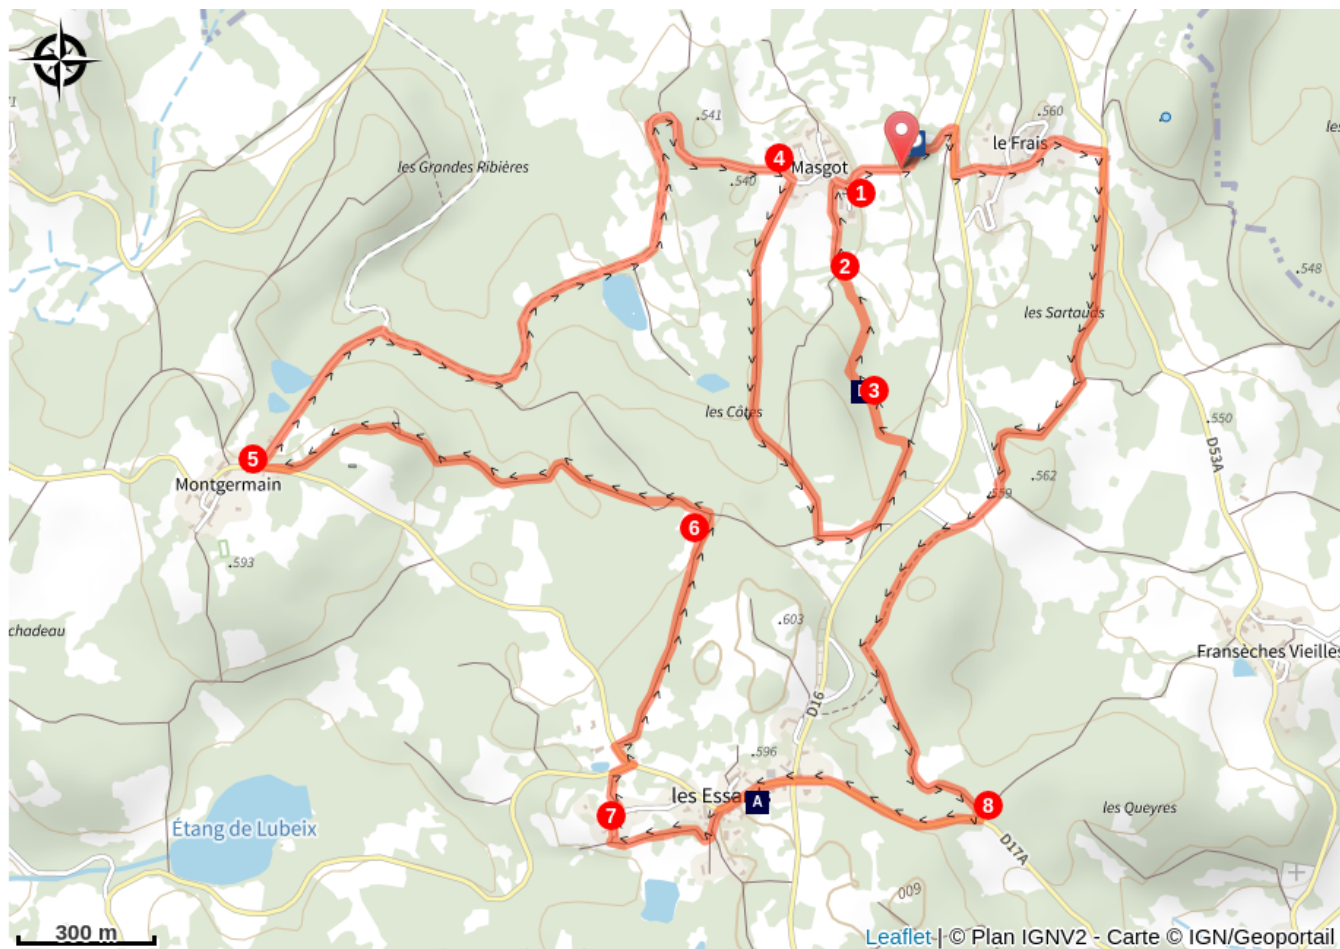 .541
.560
le Frais
4
Masgot
les Grandes Ribières
.540
1
2
.548
les Sartauds
3
les Côtes
.550
D53A
5
Montgermain
.562
559
6
.593
.603
chadeau
Fransèches Vieilles
D16
.596
les Essa
A
7
8
les Queyres
Étang de Lubeix
D17A
600
300 m
Leaflet | © Plan IGNV2 - Carte © IGN/Geoportail